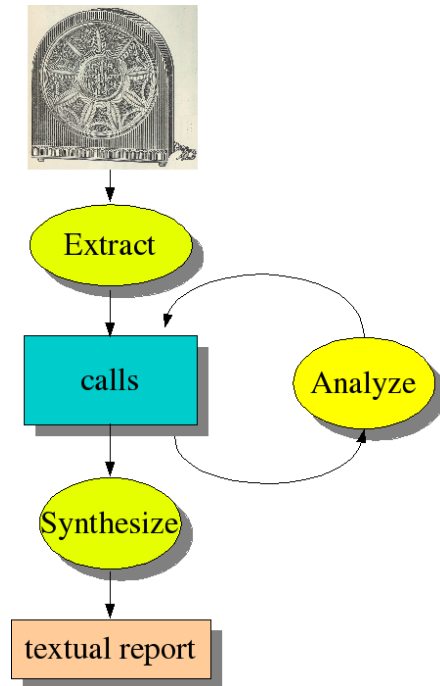 Extract
calls
Analyze
Synthesize
textual report